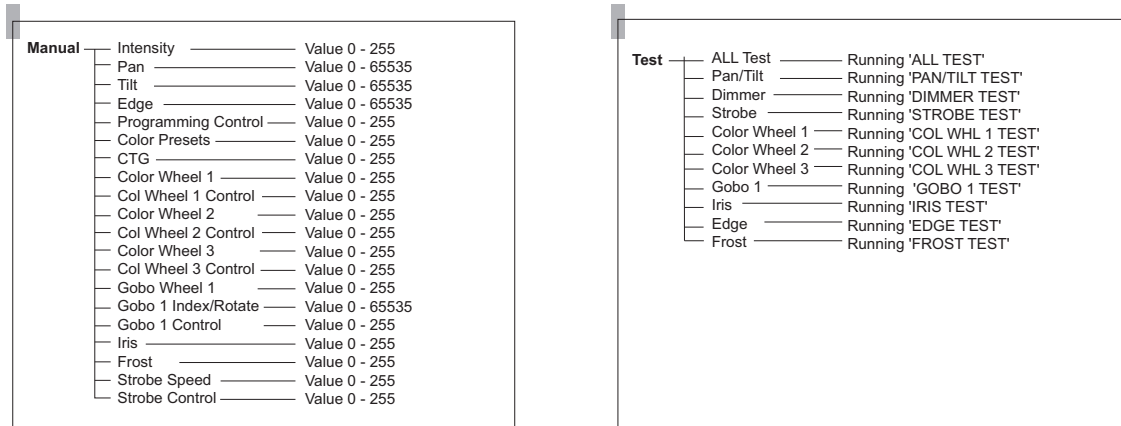 Manual Intensity Value 0 - 255
Pan Value 0 - 65535
Tilt Value 0 - 65535
Edge Value 0 - 65535
Programming Control Value 0 - 255
Color Presets Value 0 - 255
CTG Value 0 - 255
Color Wheel 1 Value 0 - 255
Col Wheel 1 Control Value 0 - 255
Color Wheel 2 Value 0 - 255
Col Wheel 2 Control Value 0 - 255
Color Wheel 3 Value 0 - 255
Col Wheel 3 Control Value 0 - 255
Gobo Wheel 1 Value 0 - 255
Gobo 1 Index/Rotate Value 0 - 65535
Gobo 1 Control Value 0 - 255
Iris Value 0 - 255
Frost Value 0 - 255
Strobe Speed Value 0 - 255
Strobe Control Value 0 - 255
Test ALL Test Running 'ALL TEST'
Pan/Tilt Running 'PAN/TILT TEST'
Dimmer Running 'DIMMER TEST'
Strobe Running 'STROBE TEST'
Color Wheel 1 Running 'COL WHL 1 TEST'
Color Wheel 2 Running 'COL WHL 2 TEST'
Color Wheel 3 Running 'COL WHL 3 TEST'
Gobo 1 Running 'GOBO 1 TEST'
Iris Running 'IRIS TEST'
Edge Running 'EDGE TEST'
Frost Running 'FROST TEST'